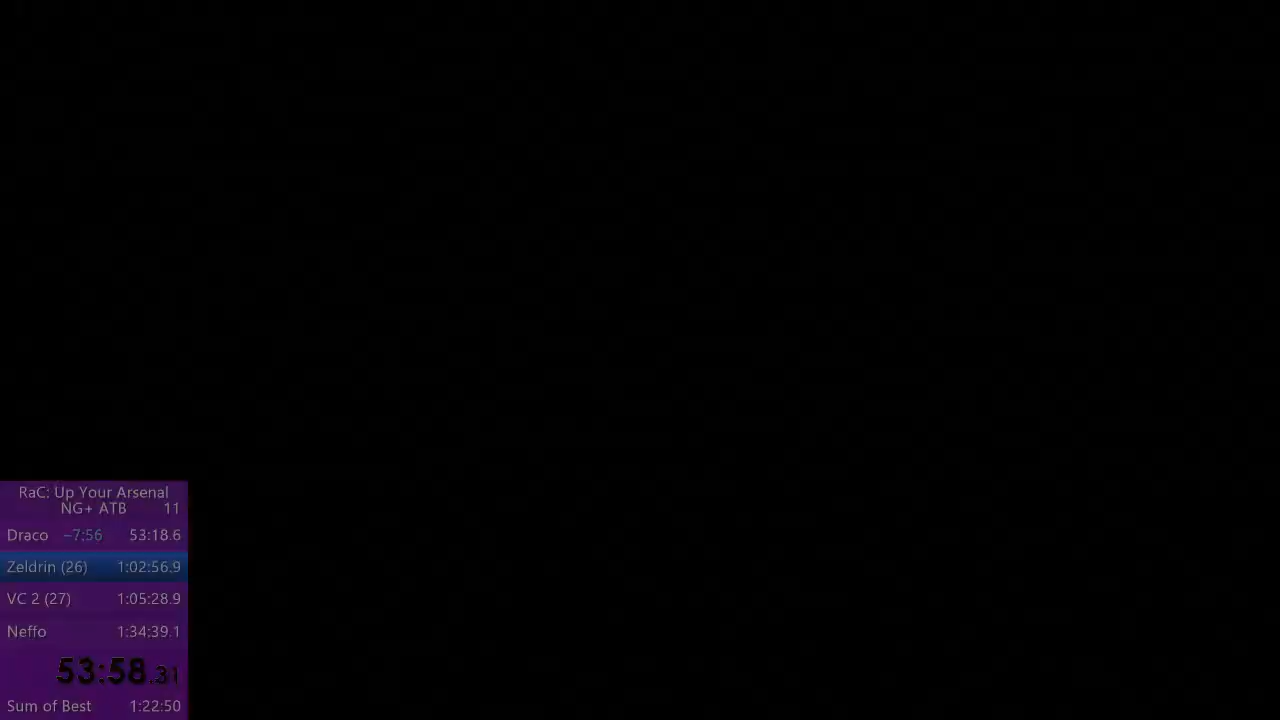 RaC: Up Your Arsenal
NG+ ATB 11
Draco −7:56 53:18.6
Zeldrin (26) 1:02:56.9
VC 2 (27) 1:05:28.9
Neffo 1:34:39.1
53:58.31
Sum of Best 1:22:50